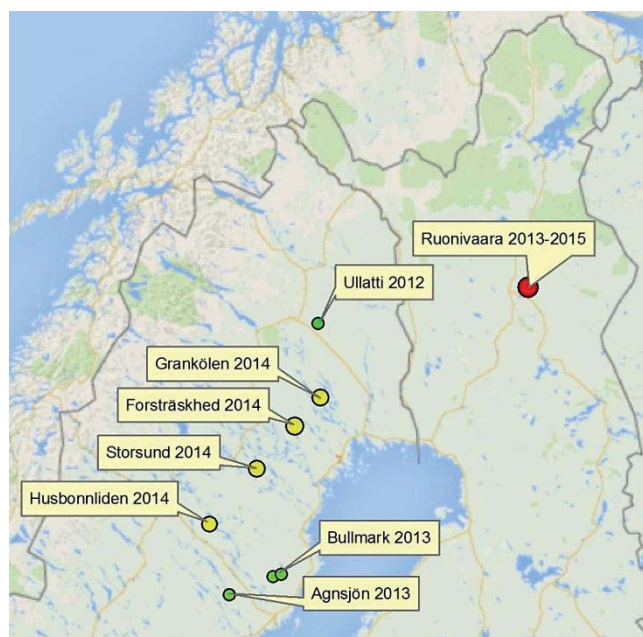 Ruonivaara 2013-2015
Ullatti 2012
Grankölen 2014
Forsträskhed 2014
Storsund 2014
Husbonnliden 2014
Bullmark 2013
Agnsjön 2013